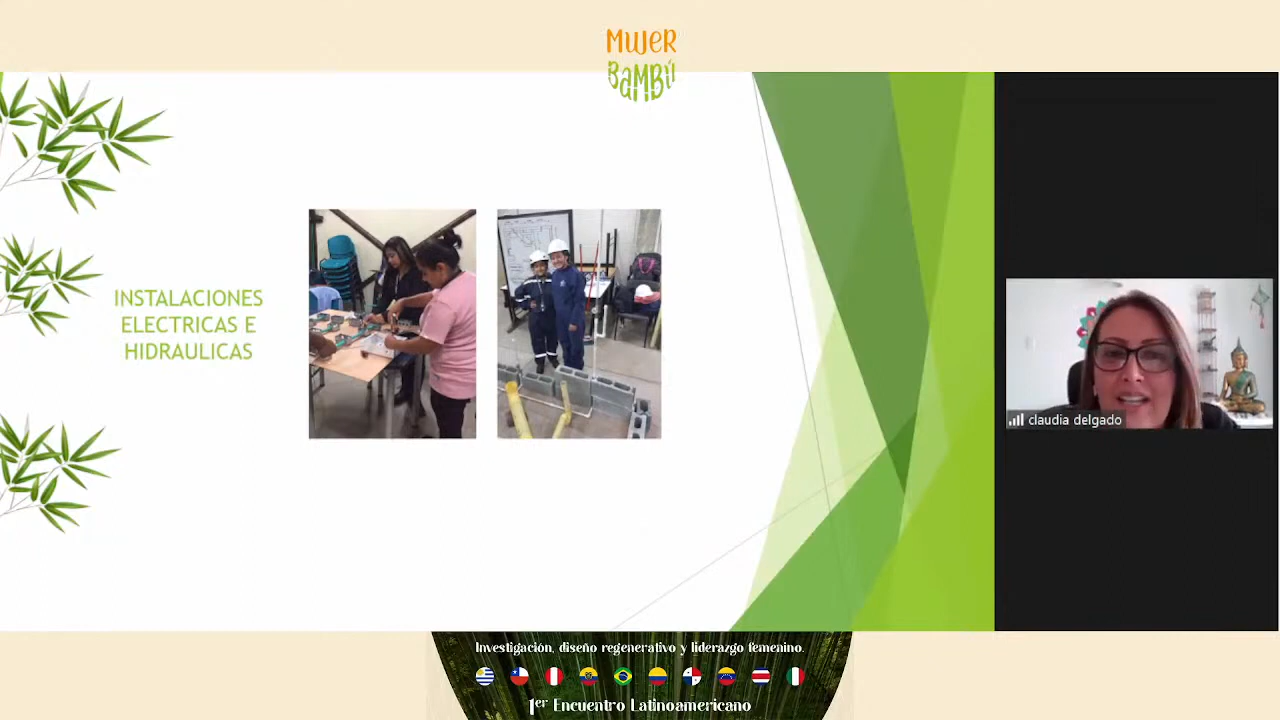 MUJER
BAMBÚ
INSTALACIONES
ELECTRICAS E
HIDRAULICAS
claudia delgado
Investigación, diseño regenerativo y liderazgo femenino.
1er Encuentro Latinoamericano